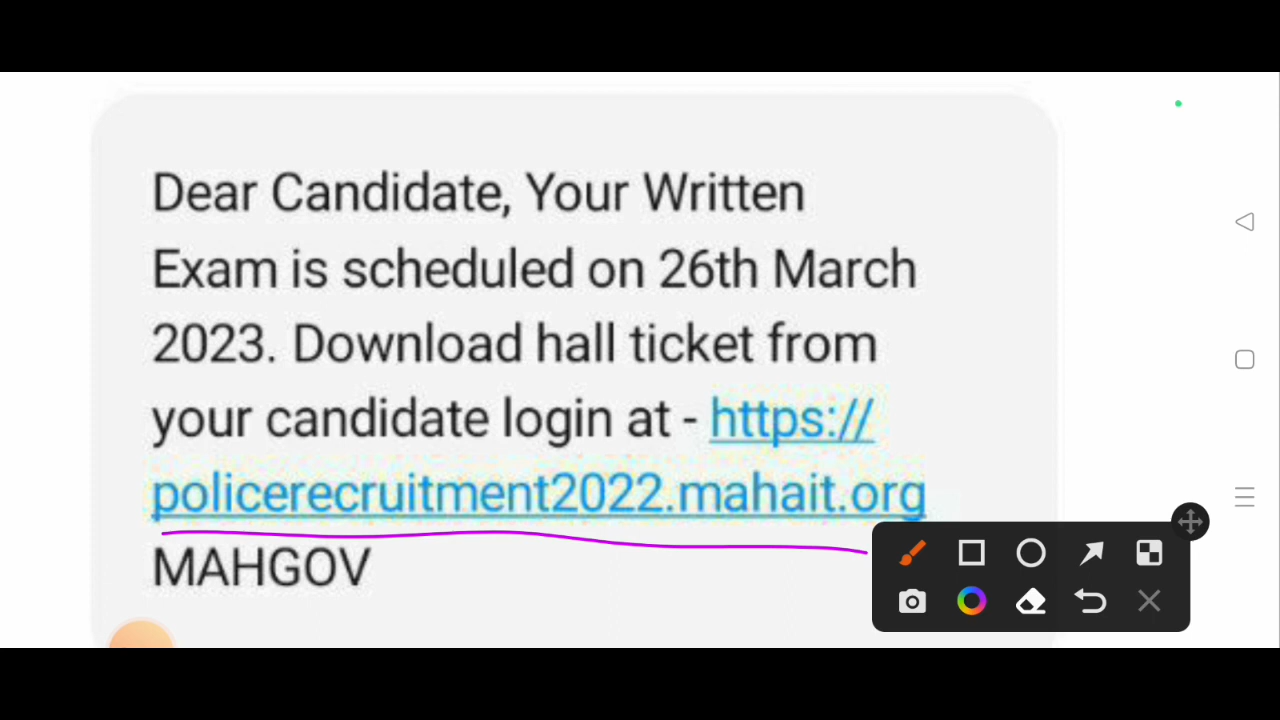 Dear Candidate, Your Written
Exam is scheduled on 26th March
2023. Download hall ticket from
your candidate login at - https://
policerecruitment2022.mahait.org
MAHGOV